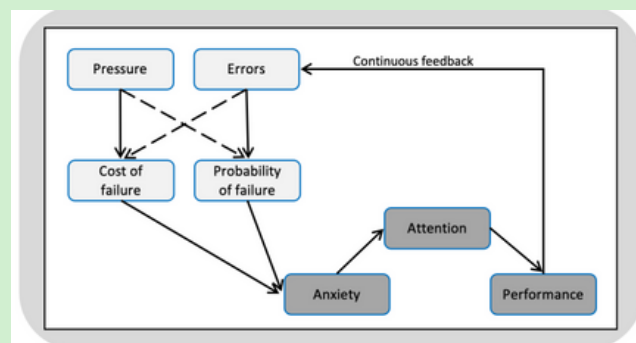 Pressure
Errors
Continuous feedback
Cost of
failure
Probability
of failure
Attention
Anxiety
Performance